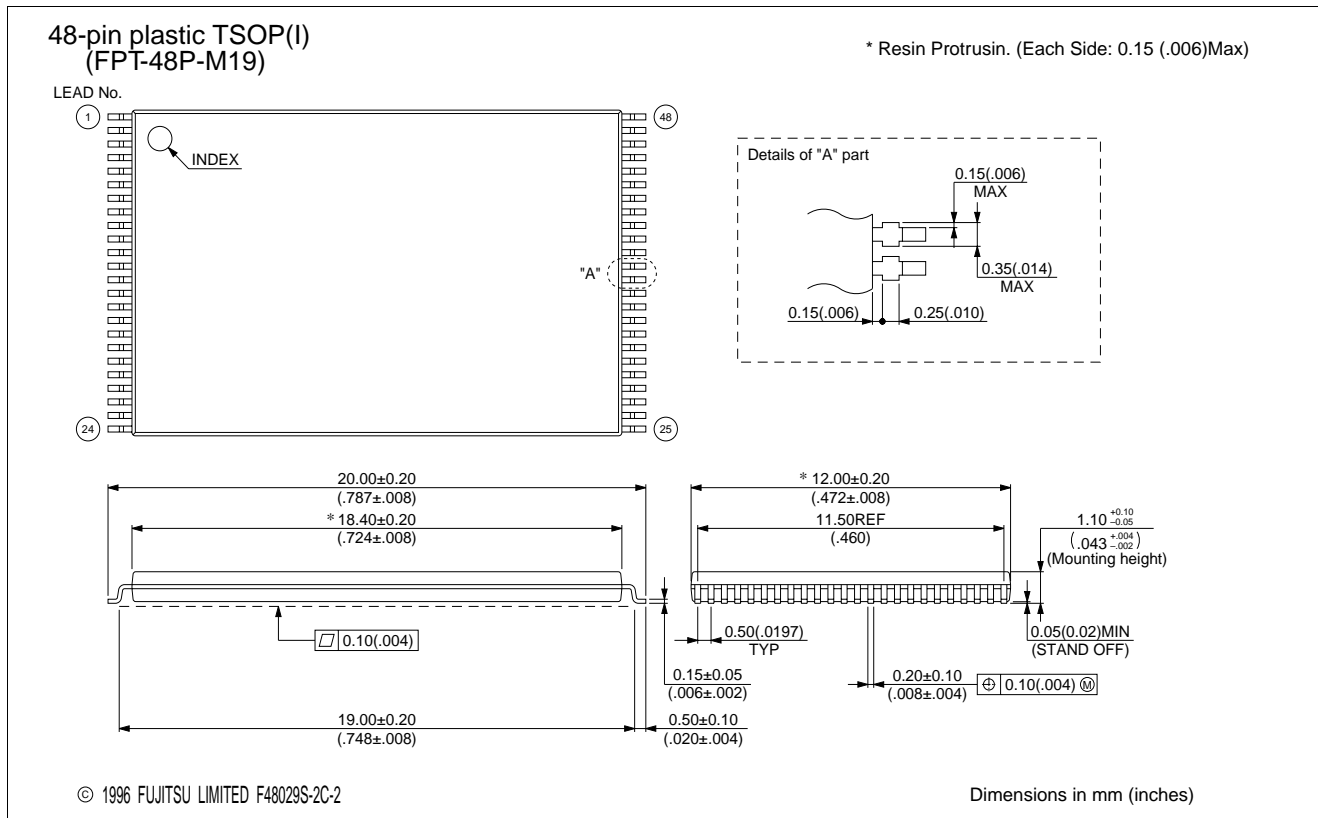 48-pin plastic TSOP(I)
(FPT-48P-M19)
* Resin Protrusin. (Each Side: 0.15 (.006)Max)
LEAD No.
1
48
INDEX
"A"
24
25
Details of "A" part
0.15(.006)
MAX
0.35(.014)
MAX
0.15(.006)
0.25(.010)
20.00±0.20
(.787±.008)
* 18.40±0.20
(.724±.008)
0.10(.004)
0.15±0.05
(.006±.002)
19.00±0.20
(.748±.008)
0.50±0.10
(.020±.004)
* 12.00±0.20
(.472±.008)
11.50REF
(.460)
1.10 +0.10 −0.05
(.043 +.004 −.002)
(Mounting height)
0.50(.0197)
TYP
0.05(0.02)MIN
(STAND OFF)
0.20±0.10
(.008±.004)
⌖ 0.10(.004) Ⓜ
© 1996 FUJITSU LIMITED F48029S-2C-2
Dimensions in mm (inches)